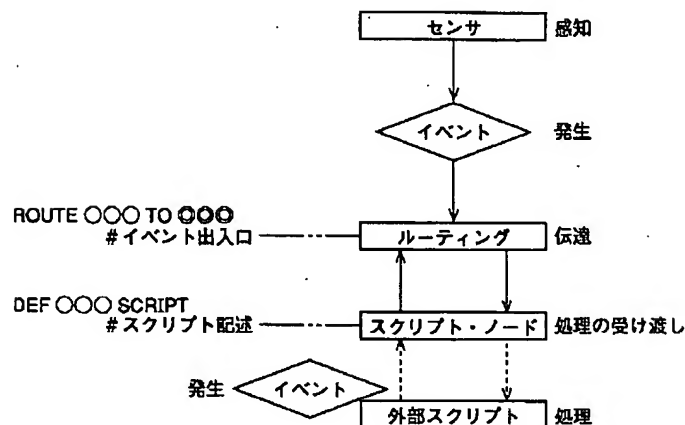 センサ 感知
イベント 発生
ROUTE ○○○ TO ◎◎◎
#イベント出入口 ルーティング 伝達
DEF ○○○ SCRIPT
#スクリプト記述 スクリプト・ノード 処理の受け渡し
発生 イベント
外部スクリプト 処理